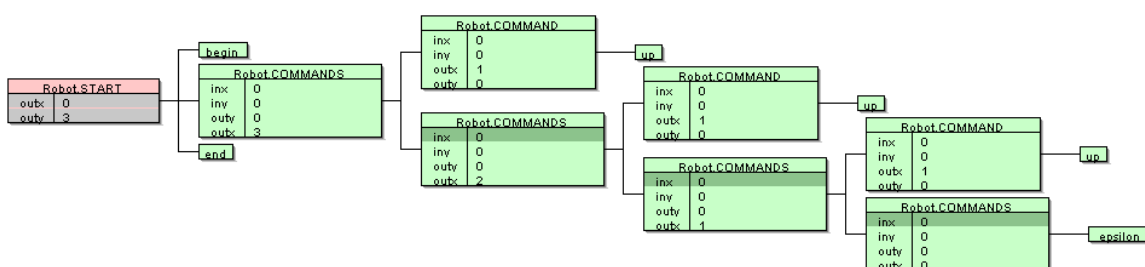 Robot.START
outx 0
outy 3
begin
Robot.COMMANDS
inx 0
iny 0
outy 0
outx 3
end
Robot.COMMAND
inx 0
iny 0
outx 1
outy 0
up
Robot.COMMANDS
inx 0
iny 0
outy 0
outx 2
Robot.COMMAND
inx 0
iny 0
outx 1
outy 0
up
Robot.COMMANDS
inx 0
iny 0
outy 0
outx 1
Robot.COMMAND
inx 0
iny 0
outx 1
outy 0
up
Robot.COMMANDS
inx 0
iny 0
outy 0
outx 0
epsilon